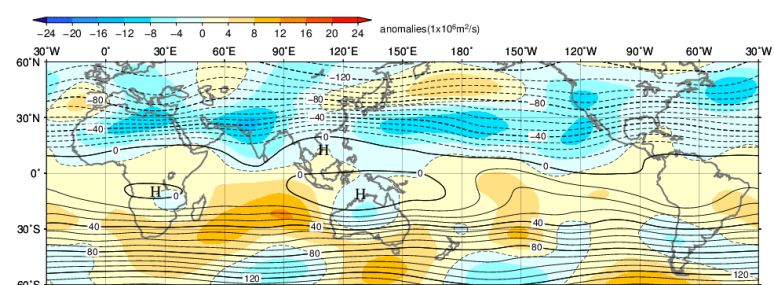 −24 −20 −16 −12 −8 −4 0 4 8 12 16 20 24
anomalies(1x10⁶m²/s)
30°W 0° 30°E 60°E 90°E 120°E 150°E 180° 150°W 120°W 90°W 60°W 30°W
60°N
-120
-80 -80 -80
30°N
-40 -40 -40
0 0 H 0
0° 0 0
H 0 H
30°S 40 40 40
80 80 80
120 120
60°S